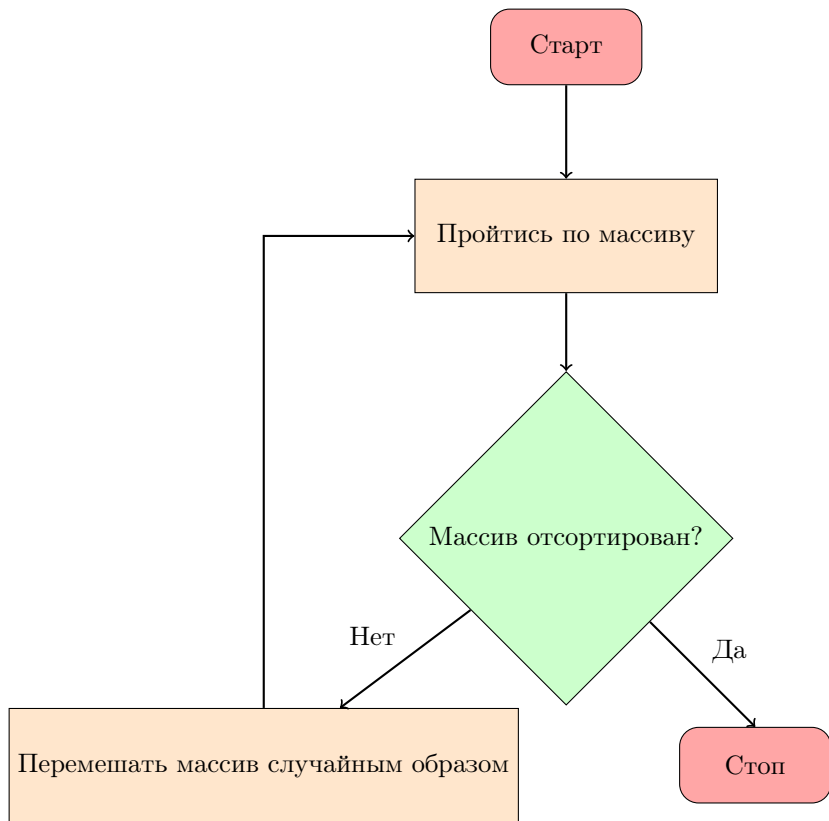 Старт
Пройтись по массиву
Массив отсортирован?
Нет
Да
Перемешать массив случайным образом
Стоп